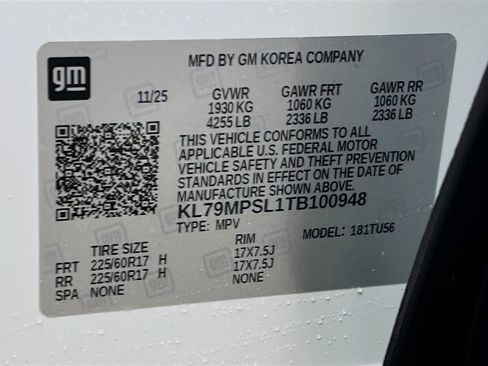 gm
MFD BY GM KOREA COMPANY
11/25 GVWR GAWR FRT GAWR RR
1930 KG 1060 KG 1060 KG
4255 LB 2336 LB 2336 LB
THIS VEHICLE CONFORMS TO ALL
APPLICABLE U.S. FEDERAL MOTOR
VEHICLE SAFETY AND THEFT PREVENTION
STANDARDS IN EFFECT ON THE DATE OF
MANUFACTURE SHOWN ABOVE.
KL79MPSL1TB100948
TYPE: MPV MODEL: 181TU56
TIRE SIZE RIM
FRT 225/60R17 H 17X7.5J
RR 225/60R17 H 17X7.5J
SPA NONE NONE